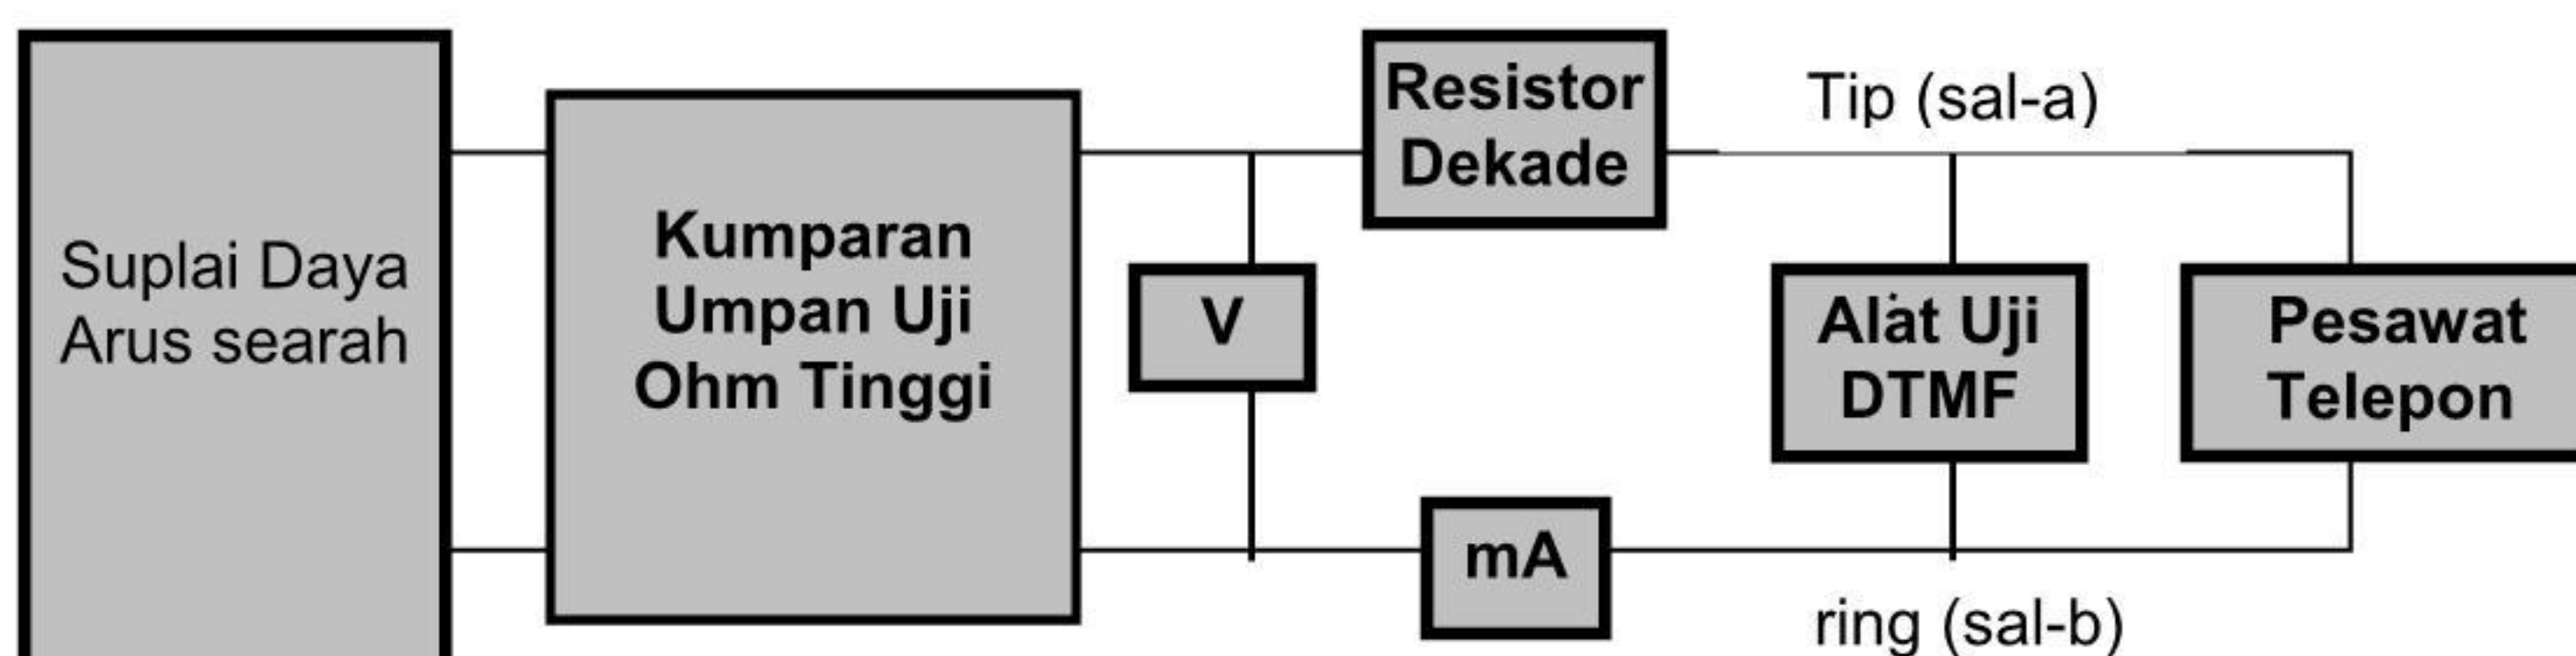 Suplai Daya
Arus searah
Kumparan
Umpan Uji
Ohm Tinggi
V
Resistor
Dekade
mA
Tip (sal-a)
Alat Uji
DTMF
ring (sal-b)
Pesawat
Telepon